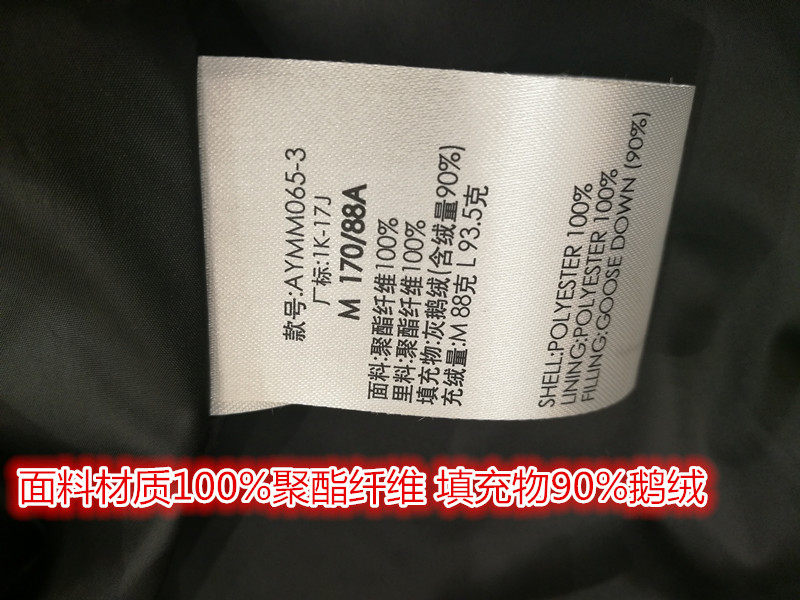 款号:AYMM065-3
厂标:1K-17J
M 170/88A
面料:聚酯纤维100%
里料:聚酯纤维100%
填充物:灰鹅绒(含绒量90%)
充绒量:M 88克 L 93.5克
SHELL:POLYESTER 100%
LINING:POLYESTER 100%
FILLING:GOOSE DOWN (90%)
面料材质100%聚酯纤维 填充物90%鹅绒